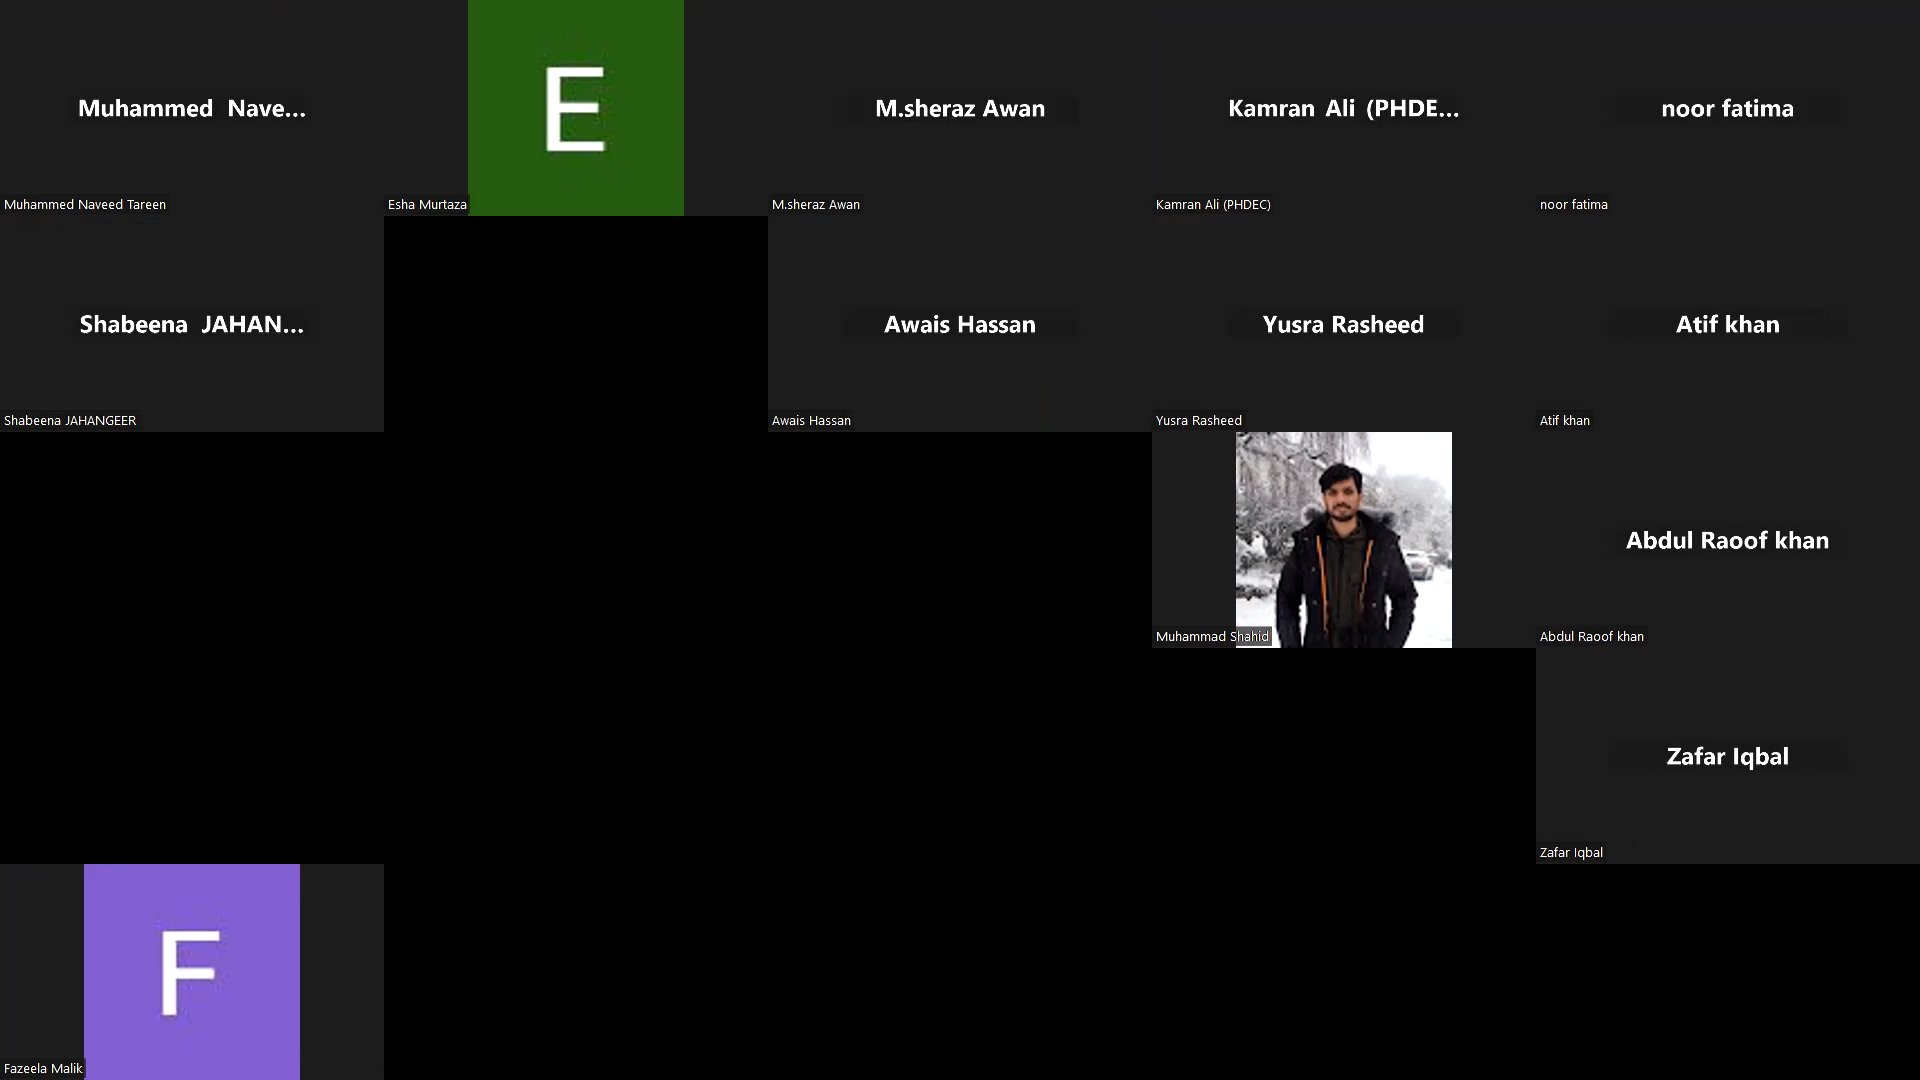 Muhammed Nave...
Muhammed Naveed Tareen
E
Esha Murtaza
M.sheraz Awan
M.sheraz Awan
Kamran Ali (PHDE...
Kamran Ali (PHDEC)
noor fatima
noor fatima
Shabeena JAHAN...
Shabeena JAHANGEER
Awais Hassan
Awais Hassan
Yusra Rasheed
Yusra Rasheed
Atif khan
Atif khan
Muhammad Shahid
Abdul Raoof khan
Abdul Raoof khan
Zafar Iqbal
Zafar Iqbal
F
Fazeela Malik